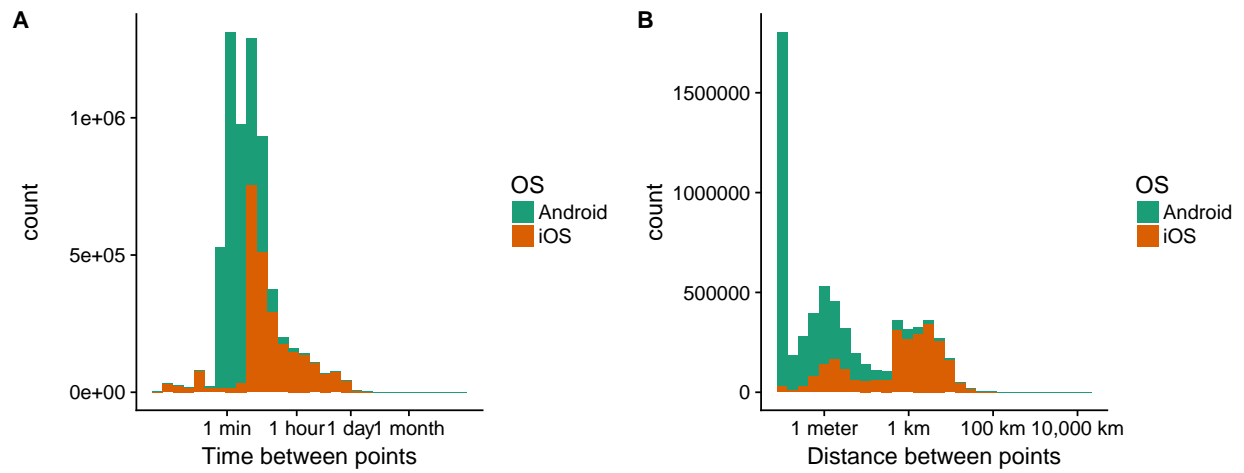 A
count
1e+06
5e+05
0e+00
1 min
1 hour
1 day
1 month
Time between points
OS
Android
iOS
B
count
1500000
1000000
500000
0
1 meter
1 km
100 km
10,000 km
Distance between points
OS
Android
iOS